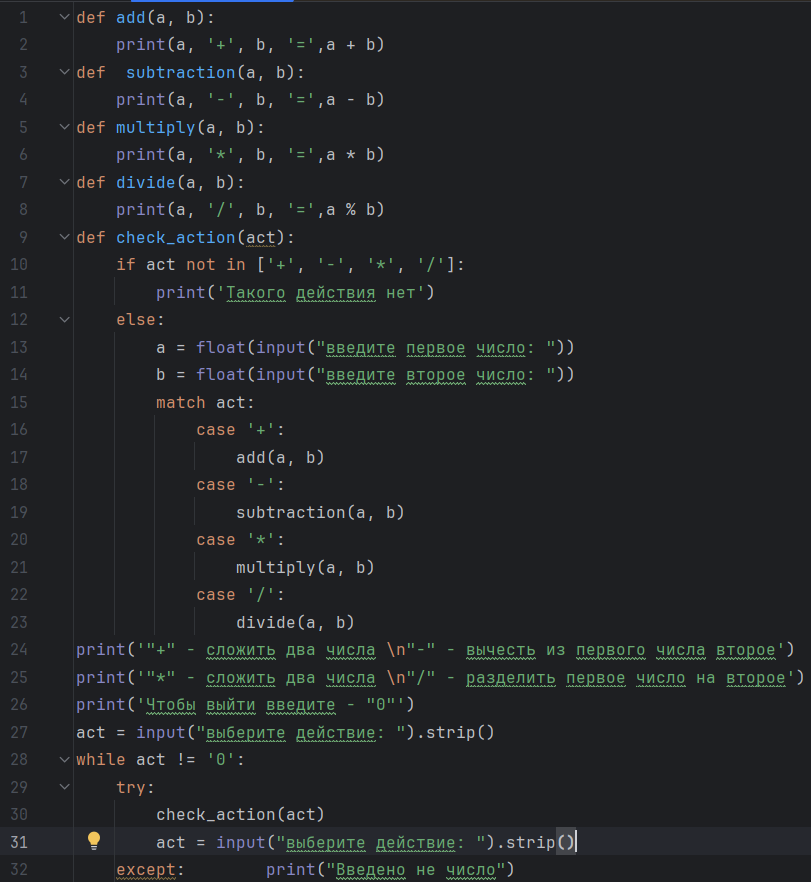 1 def add(a, b):
2     print(a, '+', b, '=',a + b)
3 def  subtraction(a, b):
4     print(a, '-', b, '=',a - b)
5 def multiply(a, b):
6     print(a, '*', b, '=',a * b)
7 def divide(a, b):
8     print(a, '/', b, '=',a % b)
9 def check_action(act):
10     if act not in ['+', '-', '*', '/']:
11         print('Такого действия нет')
12     else:
13         a = float(input("введите первое число: "))
14         b = float(input("введите второе число: "))
15         match act:
16             case '+':
17                 add(a, b)
18             case '-':
19                 subtraction(a, b)
20             case '*':
21                 multiply(a, b)
22             case '/':
23                 divide(a, b)
24 print('"+" - сложить два числа \n"-" - вычесть из первого числа второе')
25 print('"*" - сложить два числа \n"/" - разделить первое число на второе')
26 print('Чтобы выйти введите - "0"')
27 act = input("выберите действие: ").strip()
28 while act != '0':
29     try:
30         check_action(act)
31         act = input("выберите действие: ").strip()
32     except:        print("Введено не число")